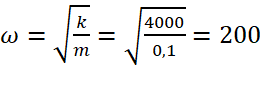 ω = √(k/m) = √(4000/0,1) = 200